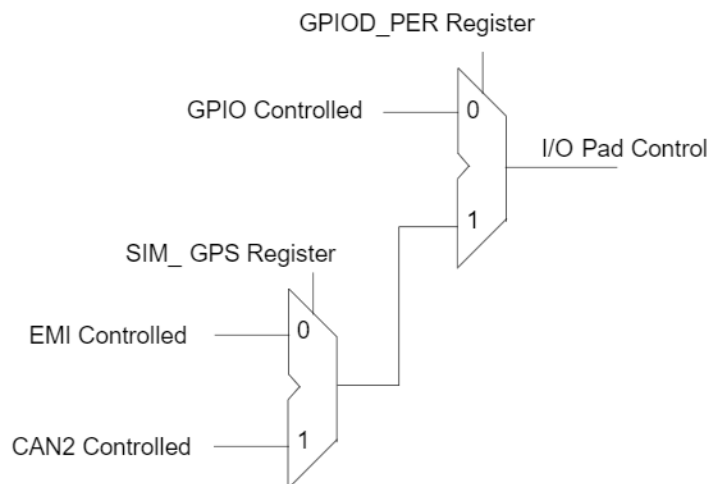 GPIOD_PER Register
GPIO Controlled
0
I/O Pad Control
1
SIM_ GPS Register
EMI Controlled
0
CAN2 Controlled
1